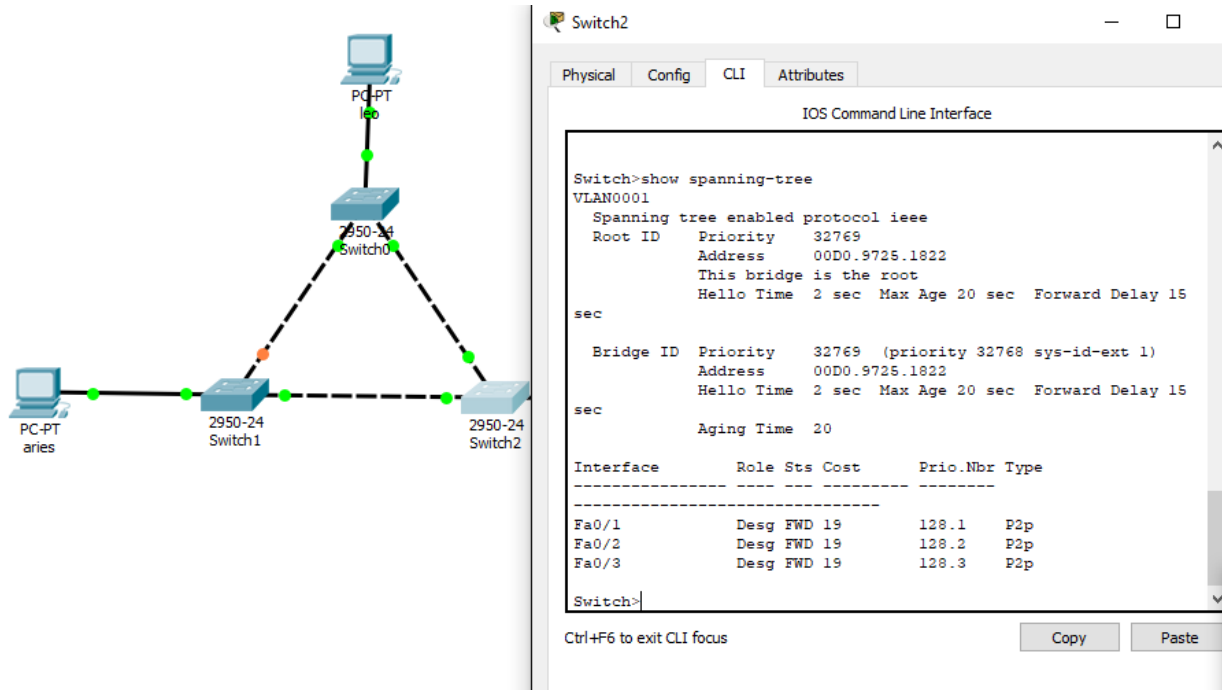 PC-PT
leo
2950-24
Switch0
PC-PT
aries
2950-24
Switch1
2950-24
Switch2
Switch2
Physical Config CLI Attributes
IOS Command Line Interface
Switch>show spanning-tree
VLAN0001
  Spanning tree enabled protocol ieee
  Root ID    Priority    32769
             Address     00D0.9725.1822
             This bridge is the root
             Hello Time  2 sec  Max Age 20 sec  Forward Delay 15
sec
  Bridge ID  Priority    32769  (priority 32768 sys-id-ext 1)
             Address     00D0.9725.1822
             Hello Time  2 sec  Max Age 20 sec  Forward Delay 15
sec
             Aging Time  20
Interface        Role Sts Cost      Prio.Nbr Type
---------------- ---- --- --------- --------
--------------------------------
Fa0/1            Desg FWD 19        128.1    P2p
Fa0/2            Desg FWD 19        128.2    P2p
Fa0/3            Desg FWD 19        128.3    P2p
Switch>
Ctrl+F6 to exit CLI focus
Copy Paste